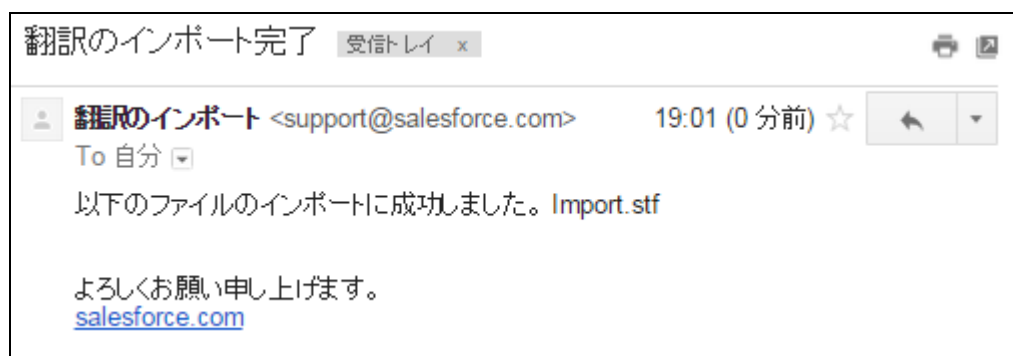 翻訳のインポート完了 受信トレイ x
翻訳のインポート <support@salesforce.com> 19:01 (0 分前)
To 自分
以下のファイルのインポートに成功しました。Import.stf
よろしくお願い申し上げます。
salesforce.com